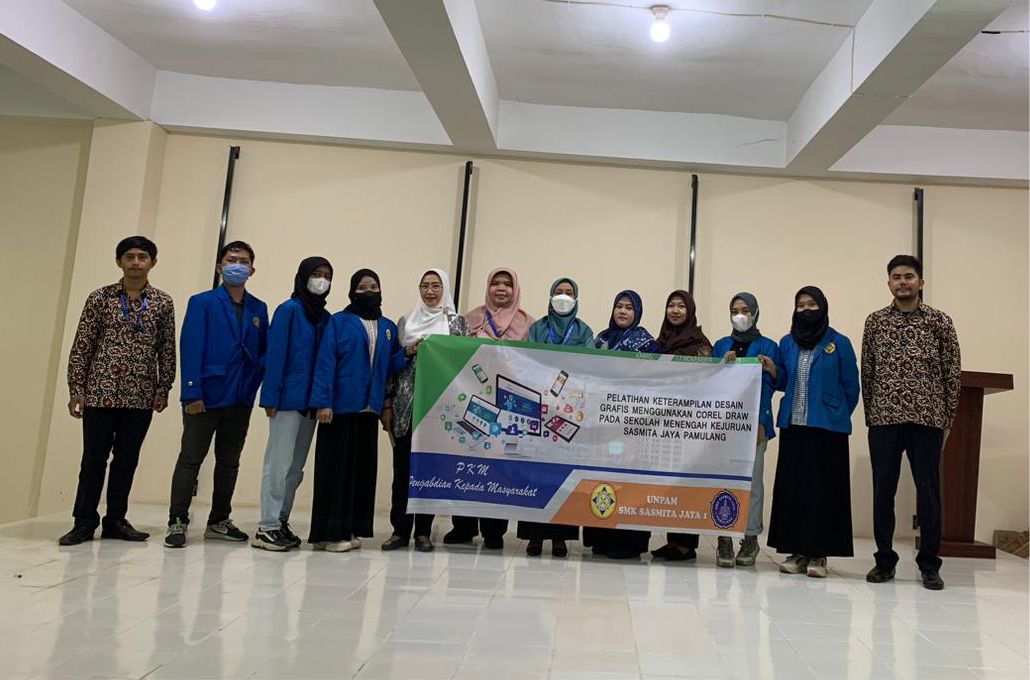 PELATIHAN KETERAMPILAN DESAIN
GRAFIS MENGGUNAKAN COREL DRAW
PADA SEKOLAH MENENGAH KEJURUAN
SASMITA JAYA PAMULANG
PKM
Pengabdian Kepada Masyarakat
UNPAM
SMK SASMITA JAYA 1